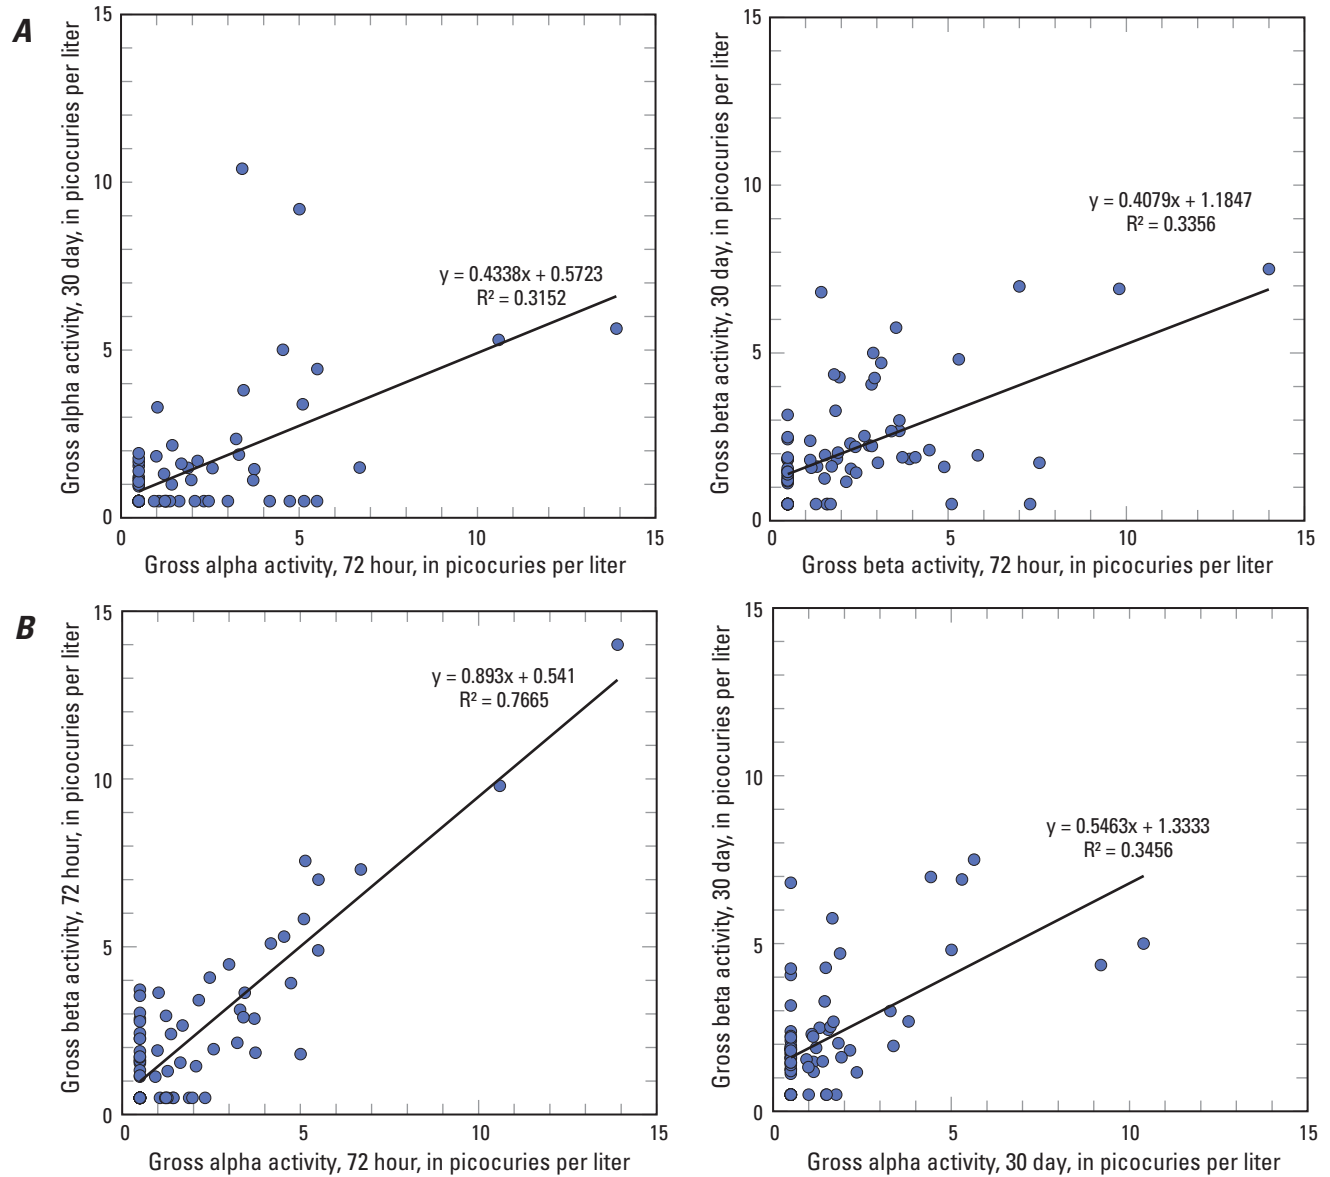 A
Gross alpha activity, 30 day, in picocuries per liter
15
10
5
0
y = 0.4338x + 0.5723
R² = 0.3152
0 5 10 15
Gross alpha activity, 72 hour, in picocuries per liter
Gross beta activity, 30 day, in picocuries per liter
15
10
5
0
y = 0.4079x + 1.1847
R² = 0.3356
0 5 10 15
Gross beta activity, 72 hour, in picocuries per liter
B
Gross beta activity, 72 hour, in picocuries per liter
15
10
5
0
y = 0.893x + 0.541
R² = 0.7665
0 5 10 15
Gross alpha activity, 72 hour, in picocuries per liter
Gross beta activity, 30 day, in picocuries per liter
15
10
5
0
y = 0.5463x + 1.3333
R² = 0.3456
0 5 10 15
Gross alpha activity, 30 day, in picocuries per liter